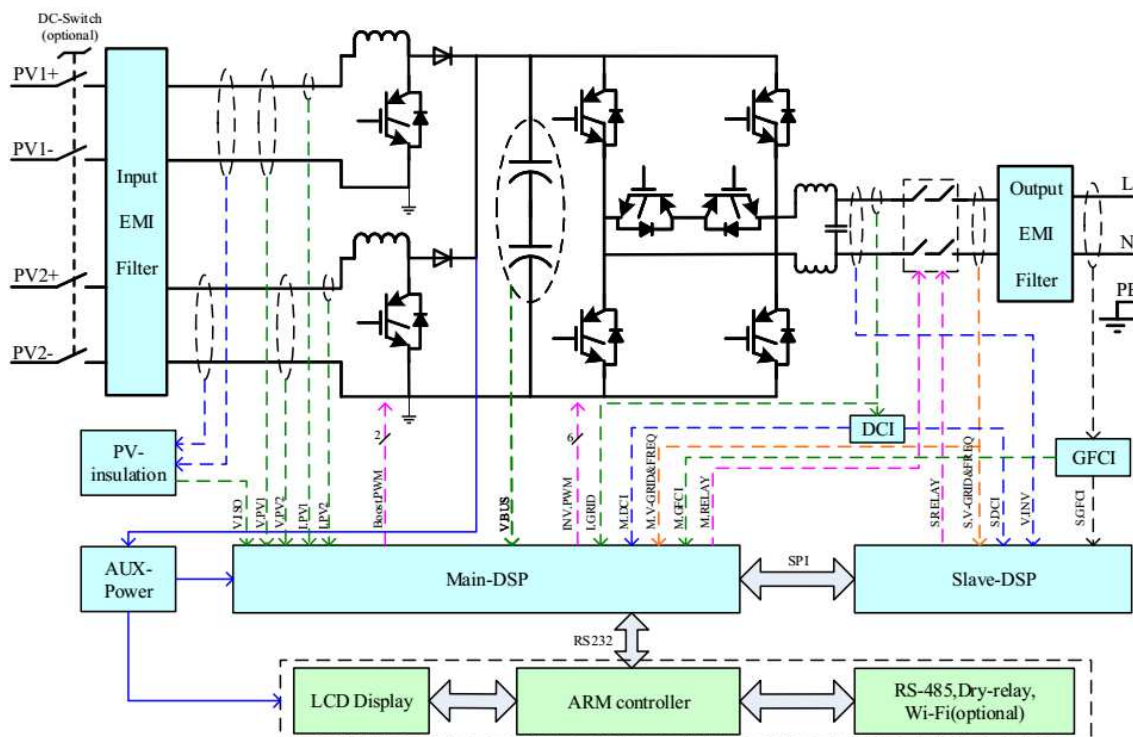 DC-Switch
(optional)
PV1+
PV1-
PV2+
PV2-
Input
EMI
Filter
Output
EMI
Filter
L
N
PE
PV-
insulation
DCI
GFCI
2
6
V.ISO
V.PV1
V.PV2
I.PV1
I.PV2
Boost.PWM
V.BUS
INV.PWM
I.GRID
M.DCI
M.V-GRID&FREQ
M.GFCI
M.RELAY
S.RELAY
S.V-GRID&FREQ
S.DCI
V.INV
S.GFCI
AUX-
Power
Main-DSP
SPI
Slave-DSP
RS232
LCD Display
ARM controller
RS-485,Dry-relay,
Wi-Fi(optional)